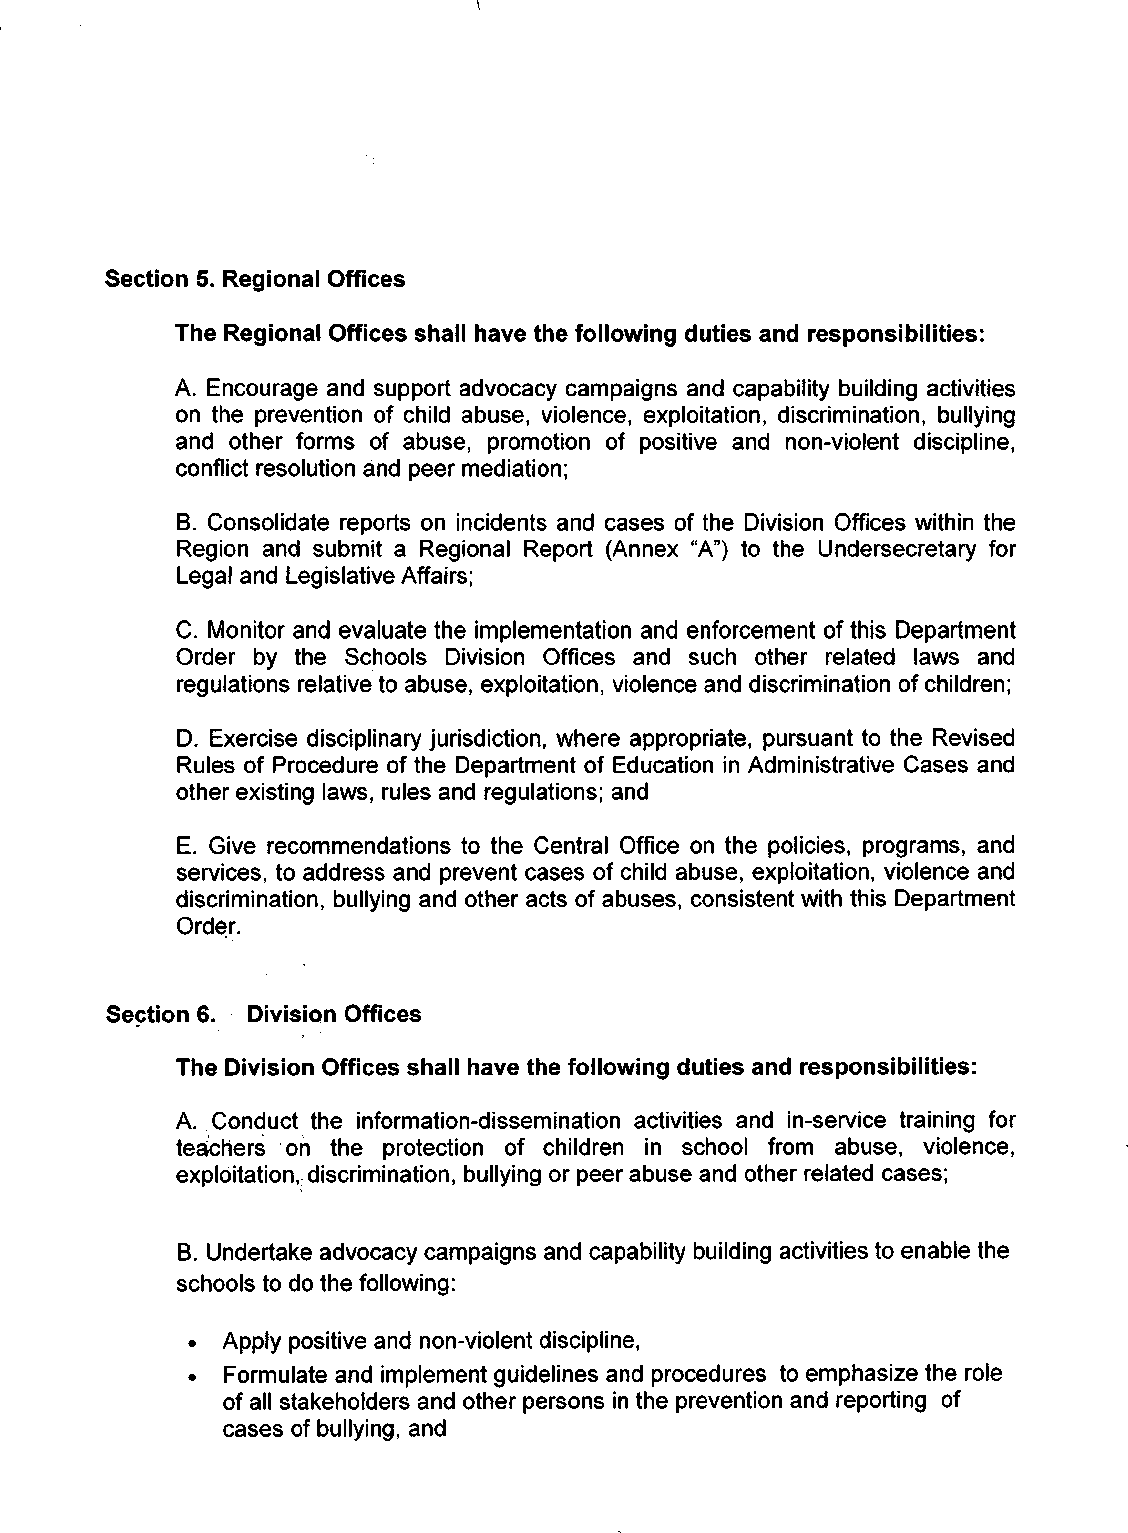 Section 5. Regional Offices
The Regional Offices shall have the following duties and responsibilities:
A. Encourage and support advocacy campaigns and capability building activities
on the prevention of child abuse, violence, exploitation, discrimination, bullying
and other forms of abuse, promotion of positive and non-violent discipline,
conflict resolution and peer mediation;
B. Consolidate reports on incidents and cases of the Division Offices within the
Region and submit a Regional Report (Annex “A”) to the Undersecretary for
Legal and Legislative Affairs;
C. Monitor and evaluate the implementation and enforcement of this Department
Order by the Schools Division Offices and such other related laws and
regulations relative to abuse, exploitation, violence and discrimination of children;
D. Exercise disciplinary jurisdiction, where appropriate, pursuant to the Revised
Rules of Procedure of the Department of Education in Administrative Cases and
other existing laws, rules and regulations; and
E. Give recommendations to the Central Office on the policies, programs, and
services, to address and prevent cases of child abuse, exploitation, violence and
discrimination, bullying and other acts of abuses, consistent with this Department
Order.
Section 6. Division Offices
The Division Offices shall have the following duties and responsibilities:
A. Conduct the information-dissemination activities and in-service training for
teachers on the protection of children in school from abuse, violence,
exploitation, discrimination, bullying or peer abuse and other related cases;
B. Undertake advocacy campaigns and capability building activities to enable the
schools to do the following:
• Apply positive and non-violent discipline,
• Formulate and implement guidelines and procedures to emphasize the role
of all stakeholders and other persons in the prevention and reporting of
cases of bullying, and